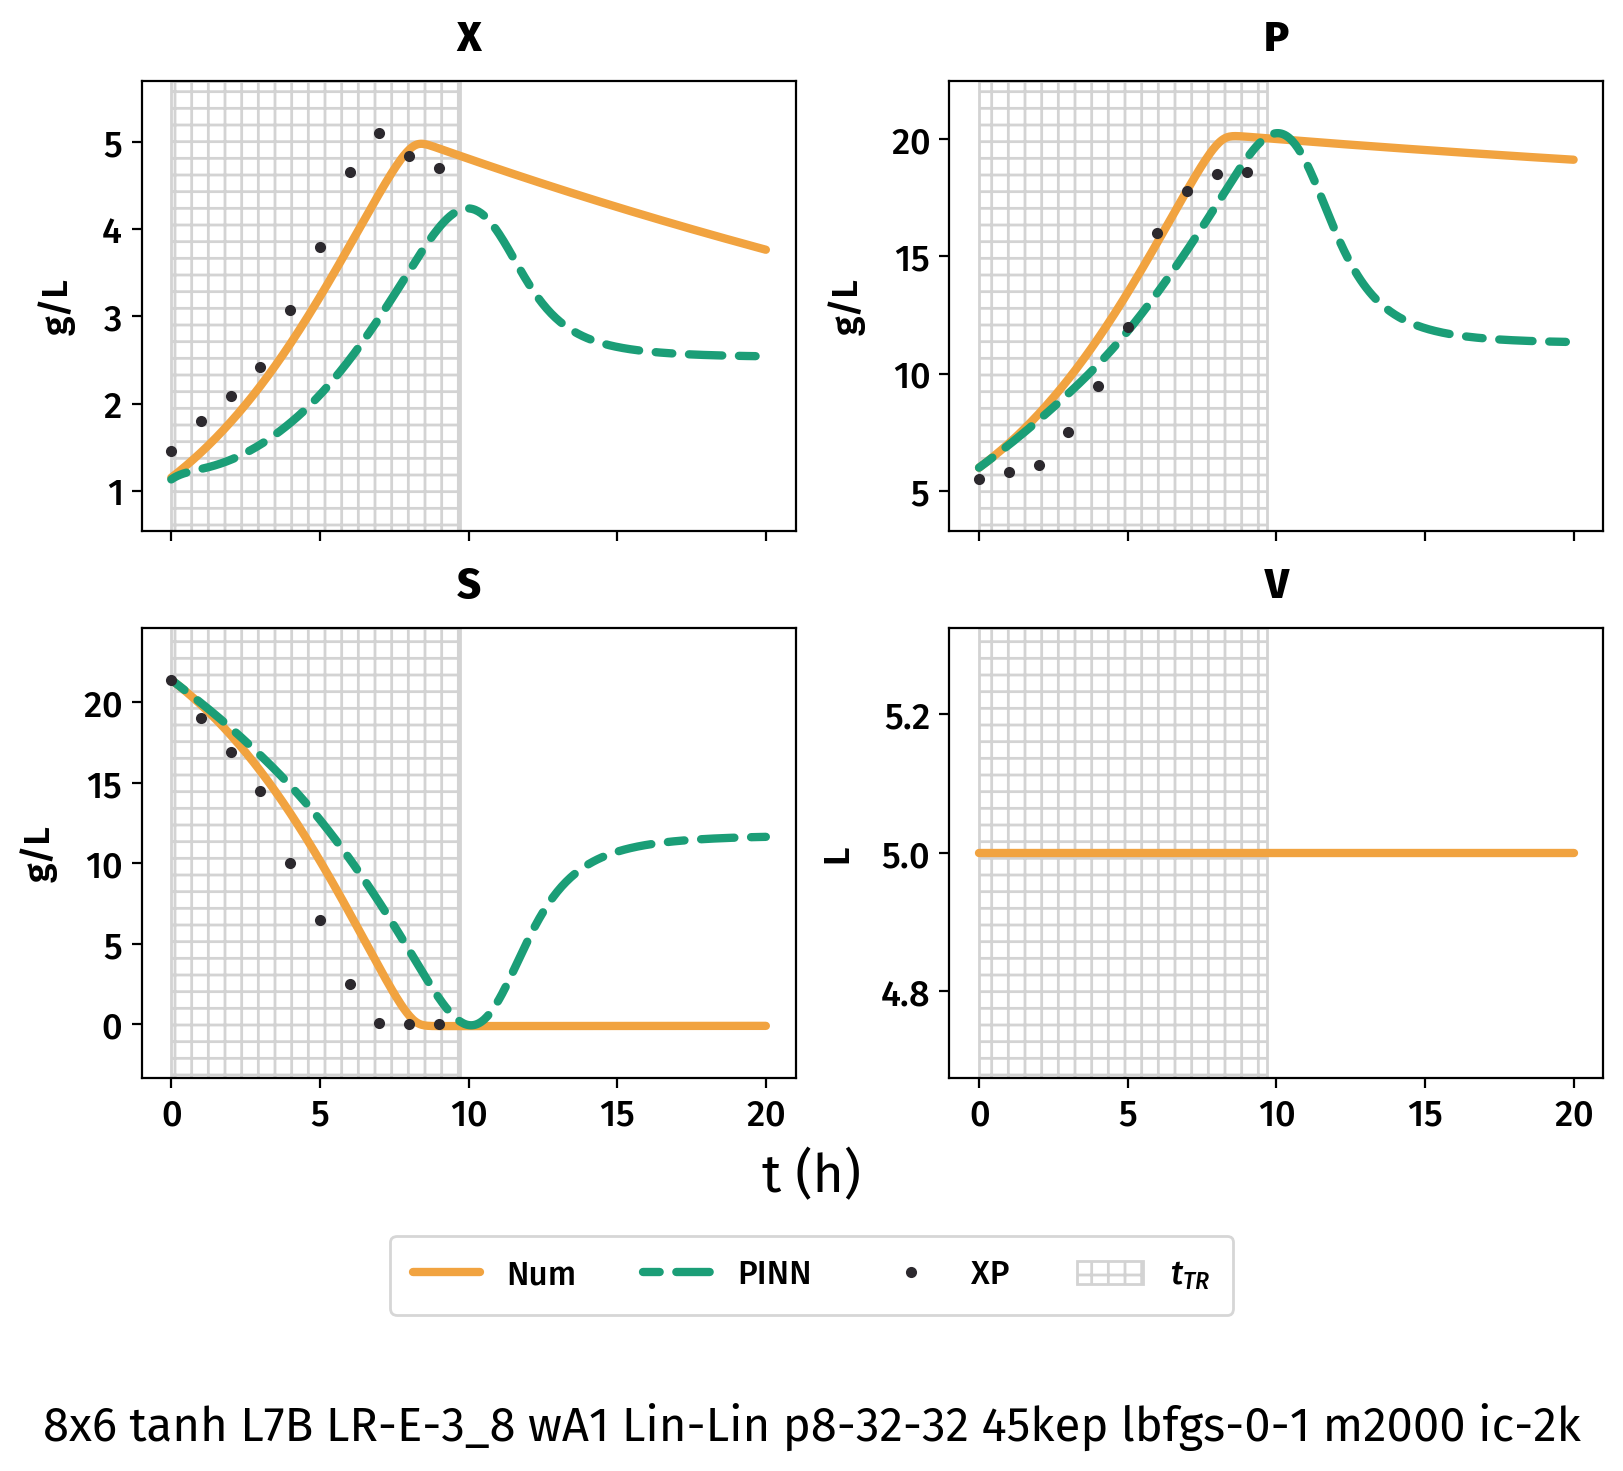 X
P
5
4
3
2
1
g/L
20
15
10
5
g/L
S
V
20
15
10
5
0
g/L
5.2
5.0
4.8
L
0 5 10 15 20
0 5 10 15 20
t (h)
Num PINN XP tTR
8x6 tanh L7B LR-E-3_8 wA1 Lin-Lin p8-32-32 45kep lbfgs-0-1 m2000 ic-2k